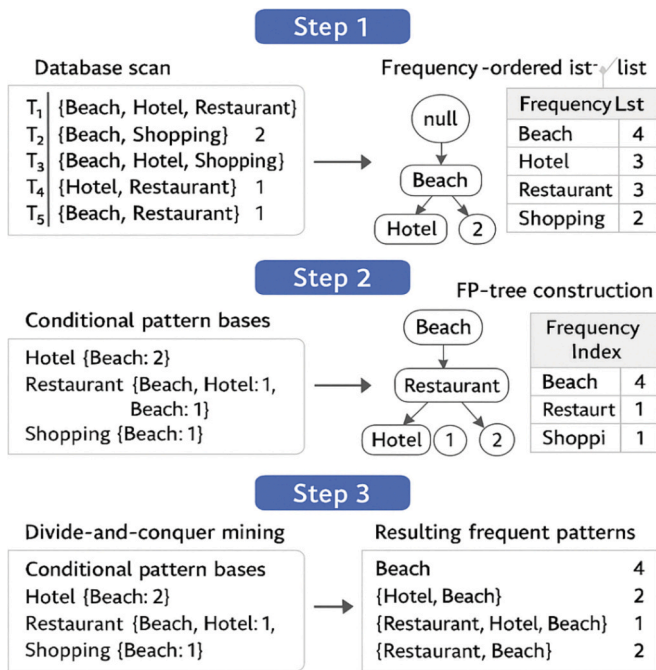 Step 1
Database scan
T₁ {Beach, Hotel, Restaurant}
T₂ {Beach, Shopping} 2
T₃ {Beach, Hotel, Shopping}
T₄ {Hotel, Restaurant} 1
T₅ {Beach, Restaurant} 1
Frequency-ordered ist list
null
Beach
Hotel 2
Frequency Lst
Beach 4
Hotel 3
Restaurant 3
Shopping 2
Step 2
Conditional pattern bases
Hotel {Beach: 2}
Restaurant {Beach, Hotel: 1,
Beach: 1}
Shopping {Beach: 1}
FP-tree construction
Beach
Restaurant
Hotel 1 2
Frequency
Index
Beach 4
Restaurt 1
Shoppi 1
Step 3
Divide-and-conquer mining
Conditional pattern bases
Hotel {Beach: 2}
Restaurant {Beach, Hotel: 1,
Shopping {Beach: 1}
Resulting frequent patterns
Beach 4
{Hotel, Beach} 2
{Restaurant, Hotel, Beach} 1
{Restaurant, Beach} 2